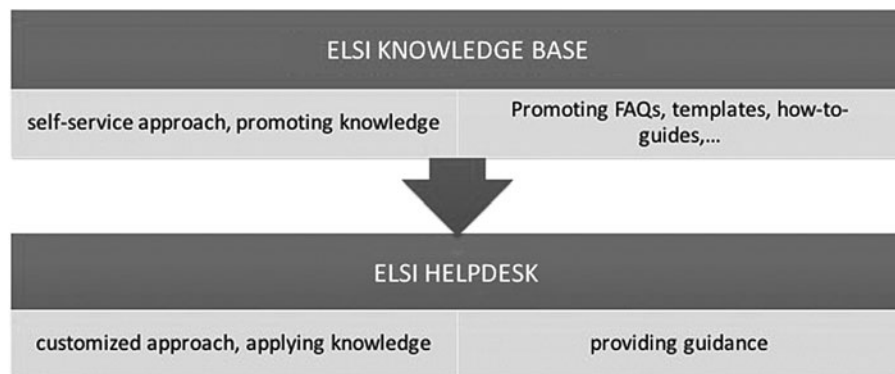 ELSI KNOWLEDGE BASE
self-service approach, promoting knowledge
Promoting FAQs, templates, how-to-
guides,...
ELSI HELPDESK
customized approach, applying knowledge
providing guidance